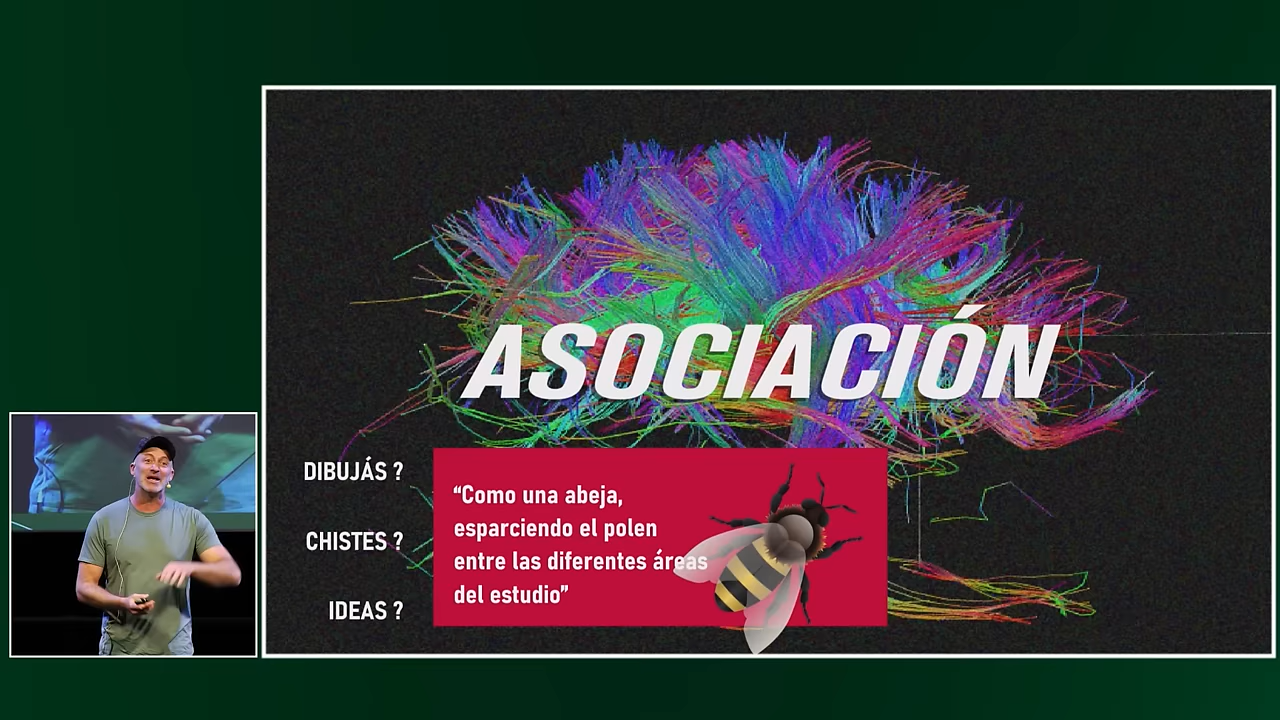 ASOCIACIÓN
DIBUJÁS ?
CHISTES ?
IDEAS ?
“Como una abeja,
esparciendo el polen
entre las diferentes áreas
del estudio”